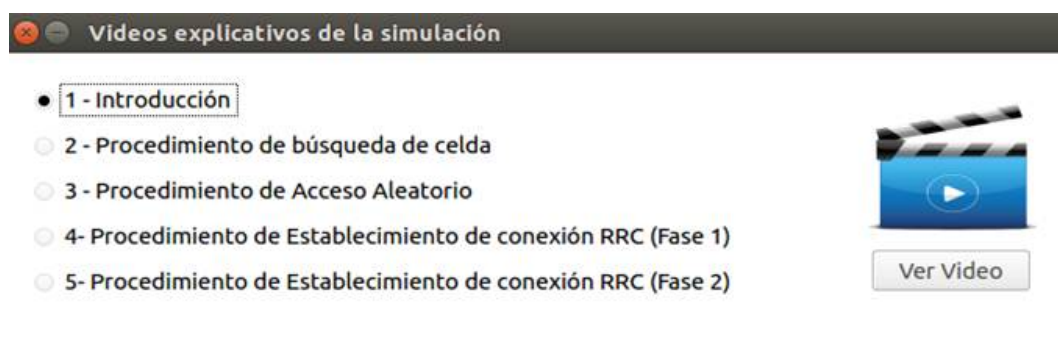 Videos explicativos de la simulación
1 - Introducción
2 - Procedimiento de búsqueda de celda
3 - Procedimiento de Acceso Aleatorio
4- Procedimiento de Establecimiento de conexión RRC (Fase 1)
5- Procedimiento de Establecimiento de conexión RRC (Fase 2)
Ver Video